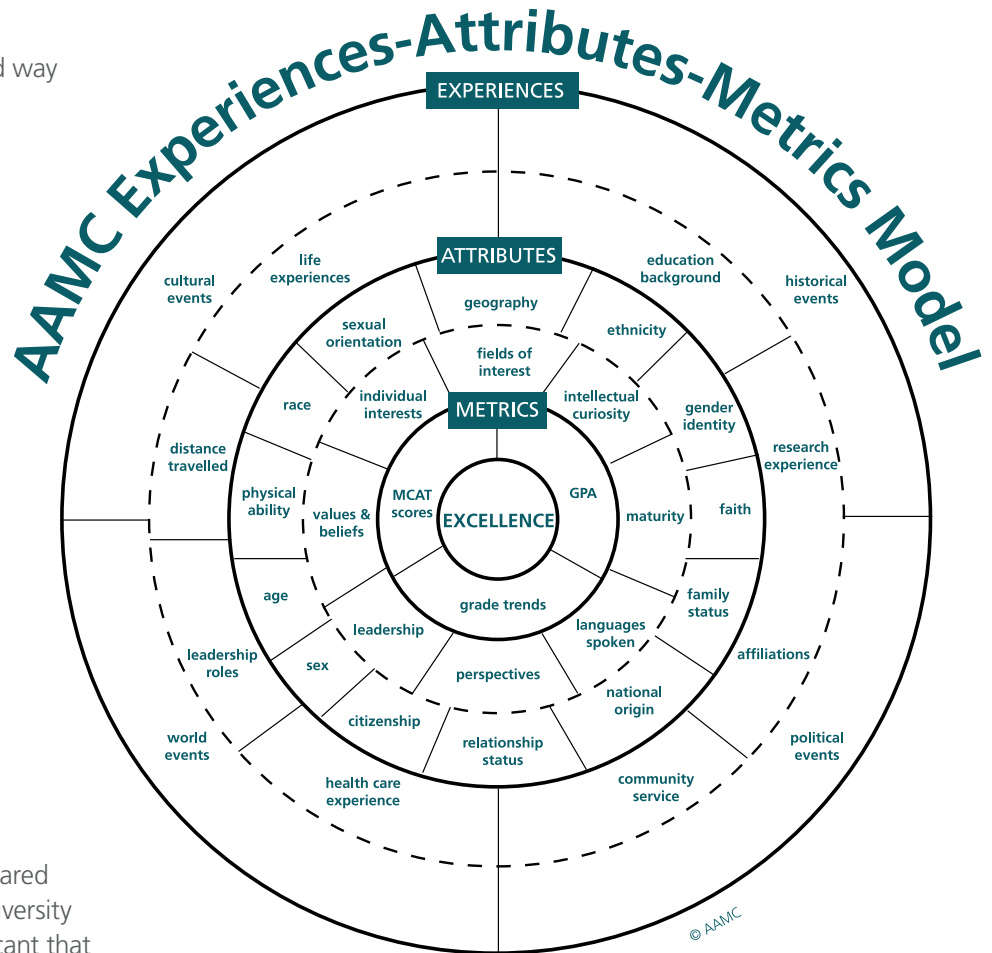 AAMC Experiences-Attributes-Metrics Model
way
EXPERIENCES
ATTRIBUTES
METRICS
EXCELLENCE
cultural
events
life
experiences
education
background
historical
events
geography
sexual
orientation
ethnicity
fields of
interest
individual
interests
intellectual
curiosity
race
gender
identity
distance
travelled
research
experience
physical
ability
values &
beliefs
MCAT
scores
GPA
maturity
faith
age
grade trends
family
status
leadership
languages
spoken
leadership
roles
sex
perspectives
national
origin
affiliations
citizenship
relationship
status
world
events
political
events
health care
experience
community
service
© AAMC
that